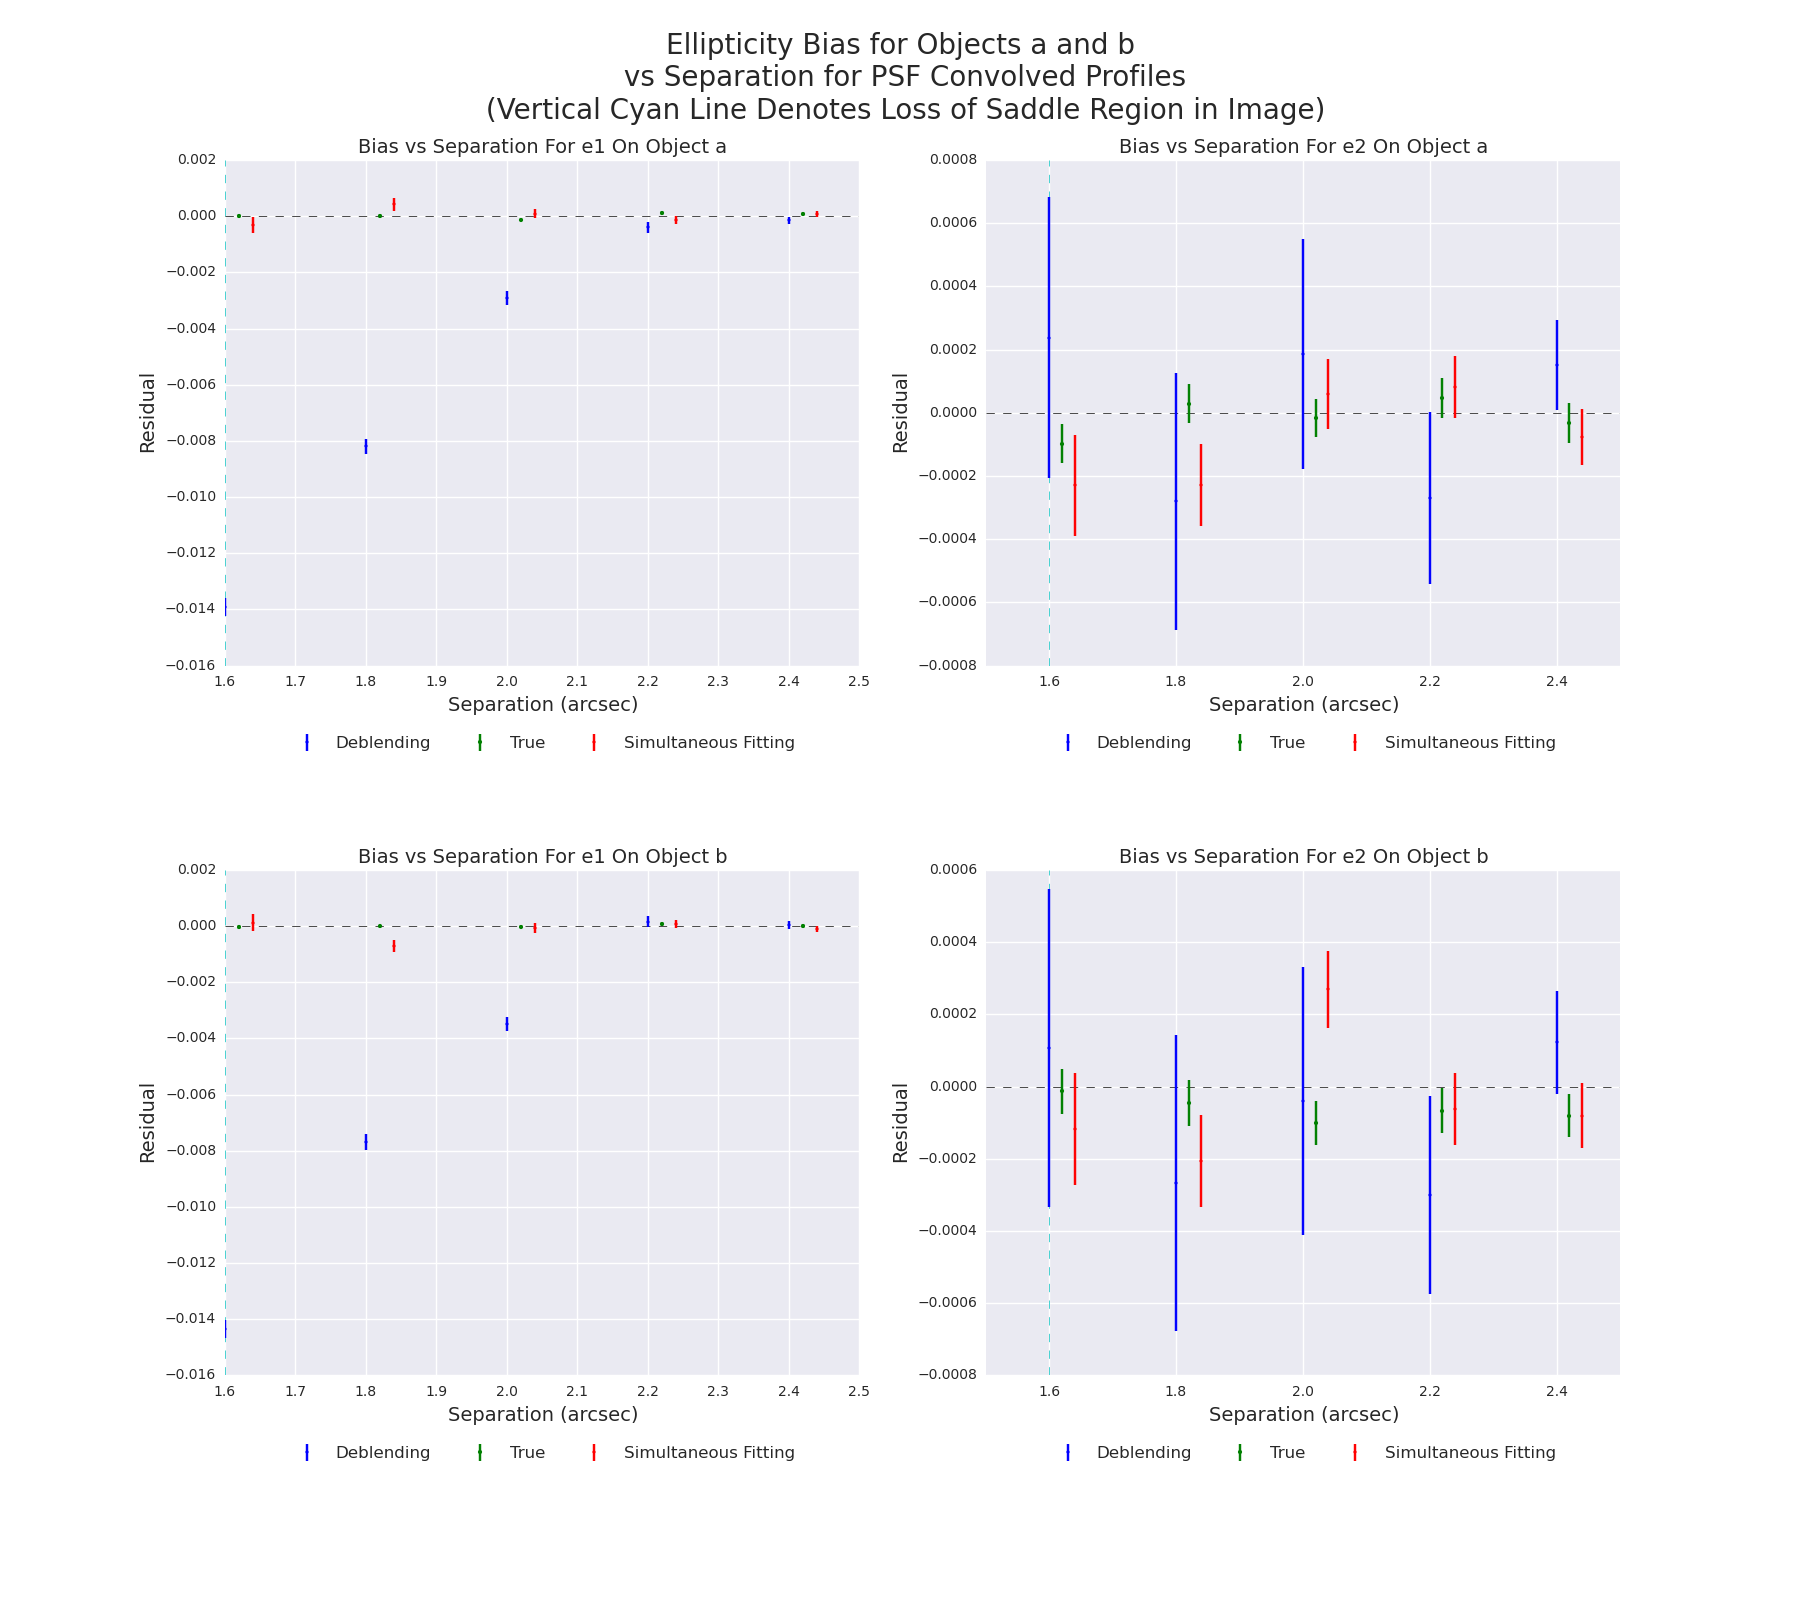 Ellipticity Bias for Objects a and b
vs Separation for PSF Convolved Profiles
(Vertical Cyan Line Denotes Loss of Saddle Region in Image)
Bias vs Separation For e1 On Object a
0.002
0.000
−0.002
−0.004
−0.006
−0.008
−0.010
−0.012
−0.014
−0.016
Residual
1.6 1.7 1.8 1.9 2.0 2.1 2.2 2.3 2.4 2.5
Separation (arcsec)
Deblending True Simultaneous Fitting
Bias vs Separation For e2 On Object a
0.0008
0.0006
0.0004
0.0002
0.0000
−0.0002
−0.0004
−0.0006
−0.0008
Residual
1.6 1.8 2.0 2.2 2.4
Separation (arcsec)
Deblending True Simultaneous Fitting
Bias vs Separation For e1 On Object b
0.002
0.000
−0.002
−0.004
−0.006
−0.008
−0.010
−0.012
−0.014
−0.016
Residual
1.6 1.7 1.8 1.9 2.0 2.1 2.2 2.3 2.4 2.5
Separation (arcsec)
Deblending True Simultaneous Fitting
Bias vs Separation For e2 On Object b
0.0006
0.0004
0.0002
0.0000
−0.0002
−0.0004
−0.0006
−0.0008
Residual
1.6 1.8 2.0 2.2 2.4
Separation (arcsec)
Deblending True Simultaneous Fitting